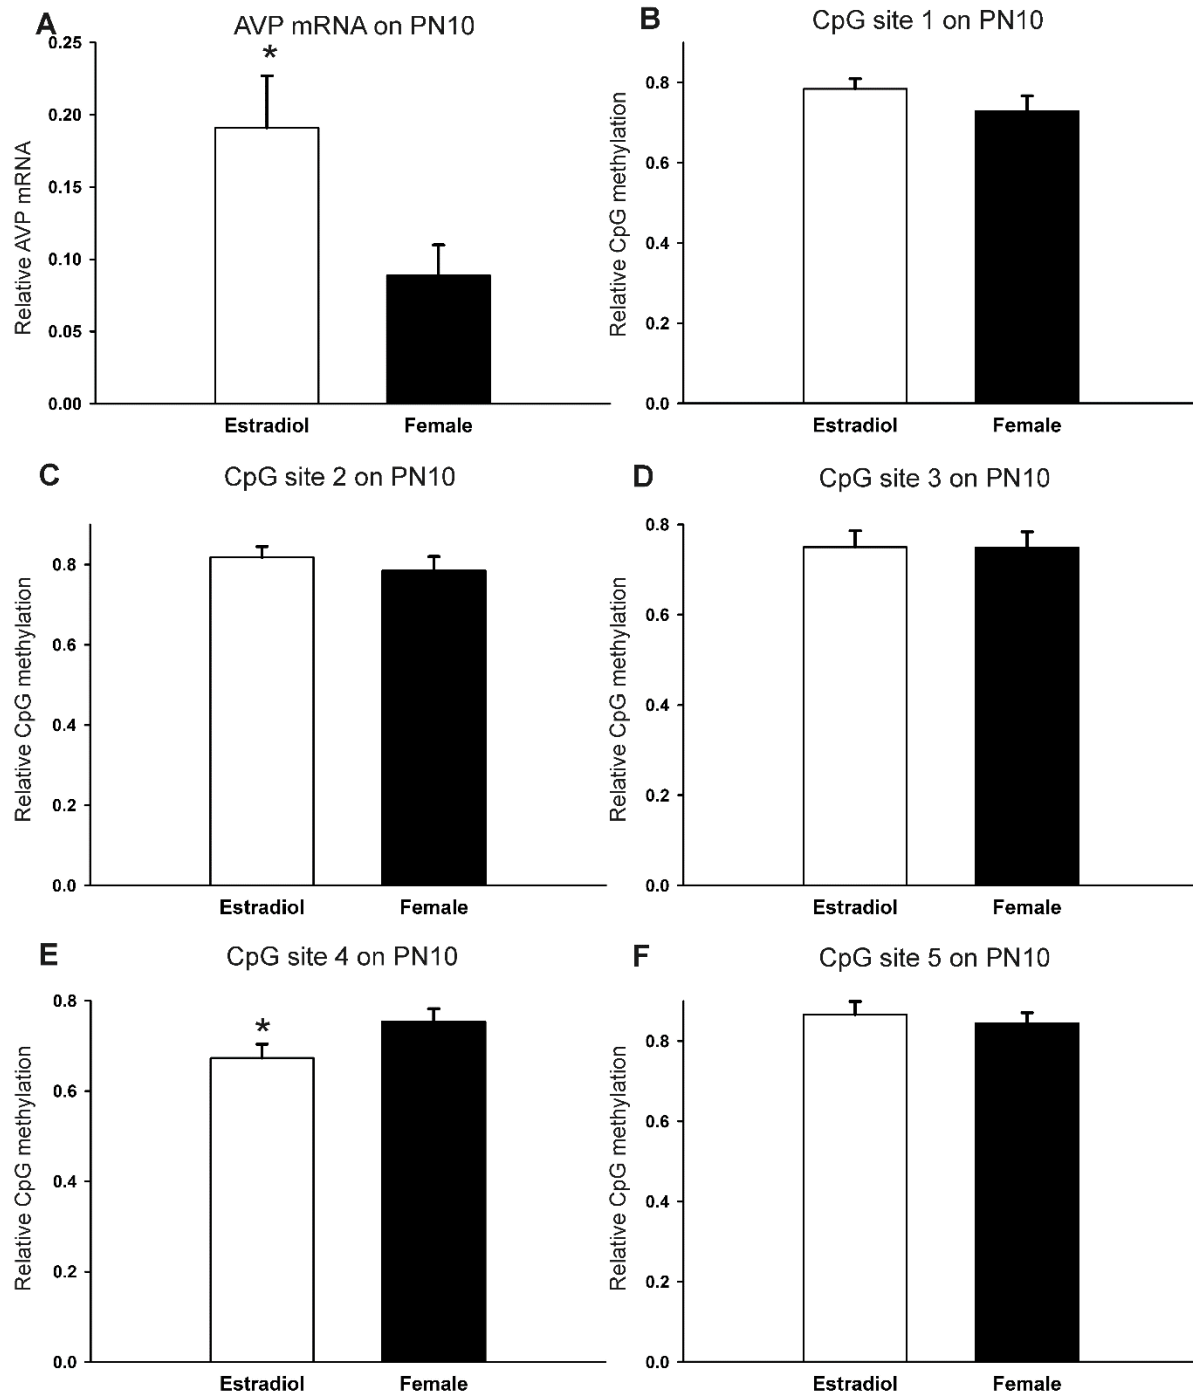 A
AVP mRNA on PN10
*
0.25
0.20
0.15
0.10
0.05
0.00
Relative AVP mRNA
Estradiol
Female
B
CpG site 1 on PN10
0.8
0.6
0.4
0.2
0.0
Relative CpG methylation
Estradiol
Female
C
CpG site 2 on PN10
0.8
0.6
0.4
0.2
0.0
Relative CpG methylation
Estradiol
Female
D
CpG site 3 on PN10
0.8
0.6
0.4
0.2
0.0
Relative CpG methylation
Estradiol
Female
E
CpG site 4 on PN10
*
0.8
0.6
0.4
0.2
0.0
Relative CpG methylation
Estradiol
Female
F
CpG site 5 on PN10
0.8
0.6
0.4
0.2
0.0
Relative CpG methylation
Estradiol
Female